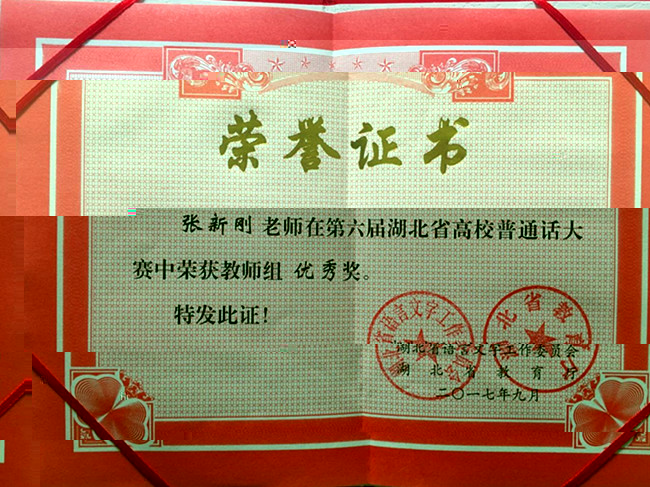 荣誉证书
张新刚 老师在第六届湖北省高校普通话大
赛中荣获教师组 优秀奖。
特发此证!
湖北省语言文字工作委员会
湖北省教育厅
二〇一七年九月